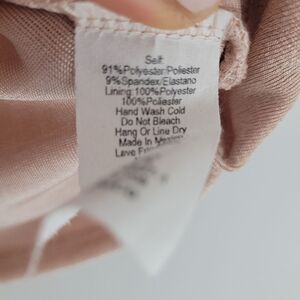 Self:
91%Polyester/Poliester
9%Spandex/Elastano
Lining:100%Polyester
100%Poliester
Hand Wash Cold
Do Not Bleach
Hang Or Line Dry
Made In Mexico